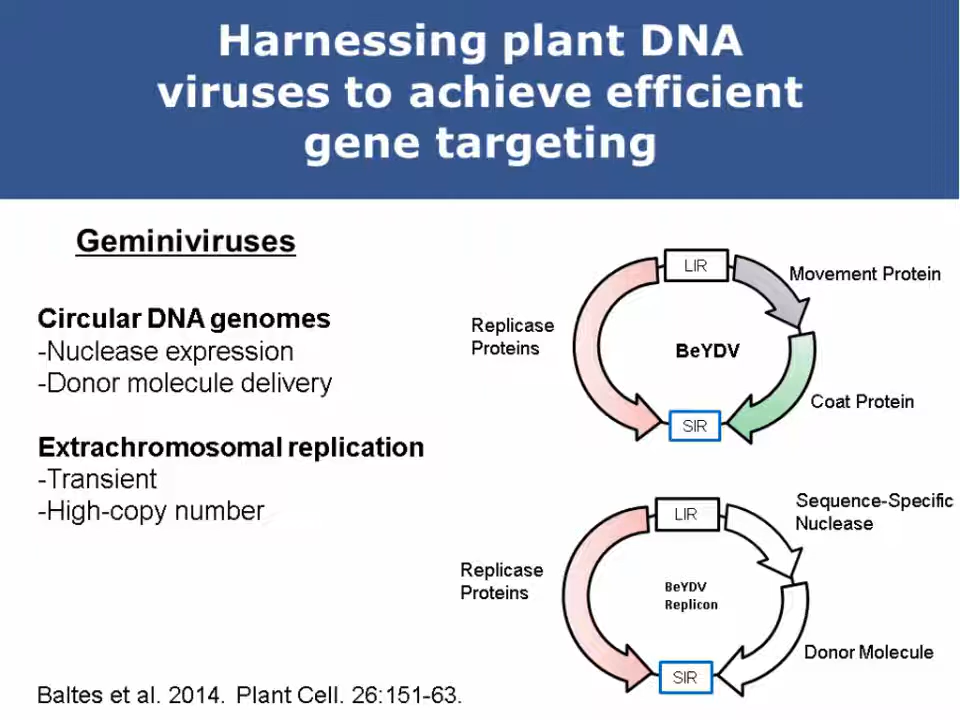 Harnessing plant DNA
viruses to achieve efficient
gene targeting
Geminiviruses
Circular DNA genomes
-Nuclease expression
-Donor molecule delivery
Extrachromosomal replication
-Transient
-High-copy number
LIR
Movement Protein
Replicase
Proteins
BeYDV
Coat Protein
SIR
Sequence-Specific
Nuclease
LIR
Replicase
Proteins
BeYDV
Replicon
Donor Molecule
SIR
Baltes et al. 2014. Plant Cell. 26:151-63.